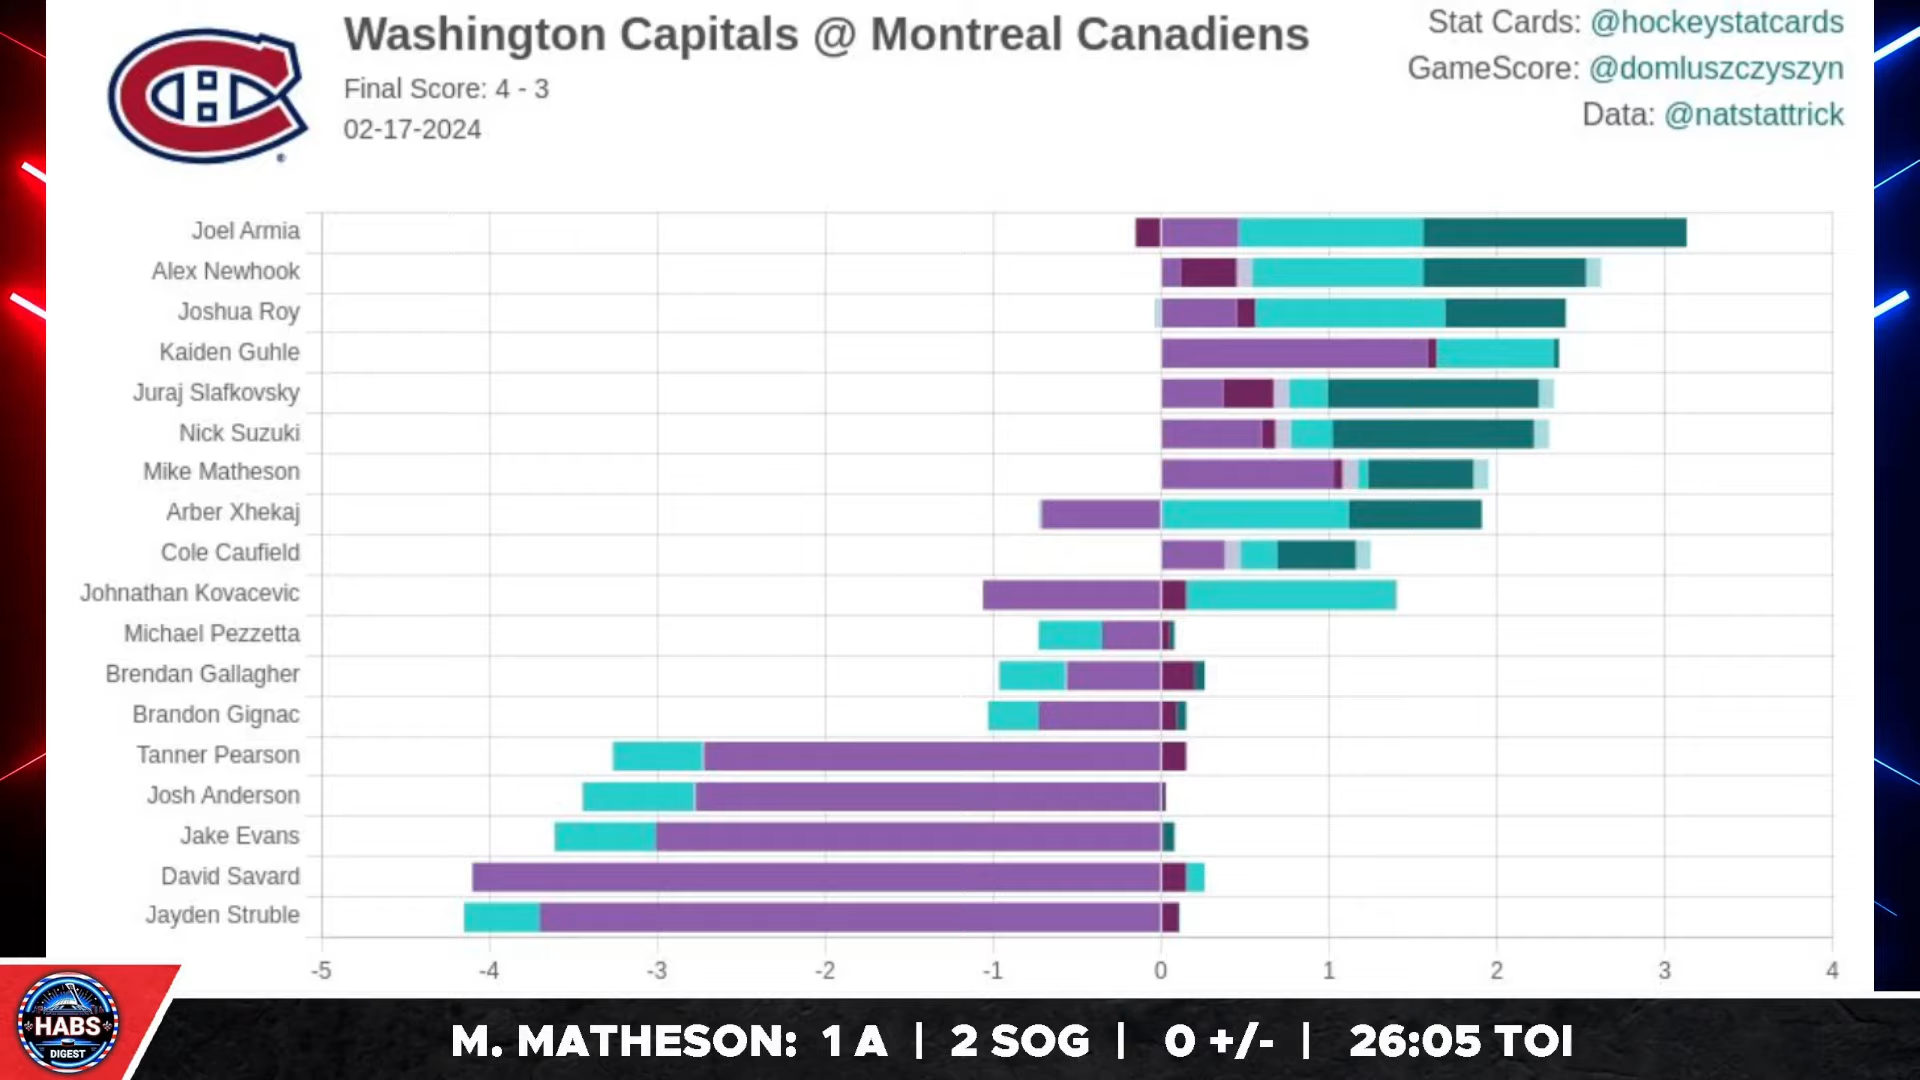 Washington Capitals @ Montreal Canadiens
Final Score: 4 - 3
02-17-2024
Stat Cards: @hockeystatcards
GameScore: @domluszczyszyn
Data: @natstattrick
Joel Armia
Alex Newhook
Joshua Roy
Kaiden Guhle
Juraj Slafkovsky
Nick Suzuki
Mike Matheson
Arber Xhekaj
Cole Caufield
Johnathan Kovacevic
Michael Pezzetta
Brendan Gallagher
Brandon Gignac
Tanner Pearson
Josh Anderson
Jake Evans
David Savard
Jayden Struble
-5 -4 -3 -2 -1 0 1 2 3 4
HABS
DIGEST
M. MATHESON: 1 A | 2 SOG | 0 +/- | 26:05 TOI